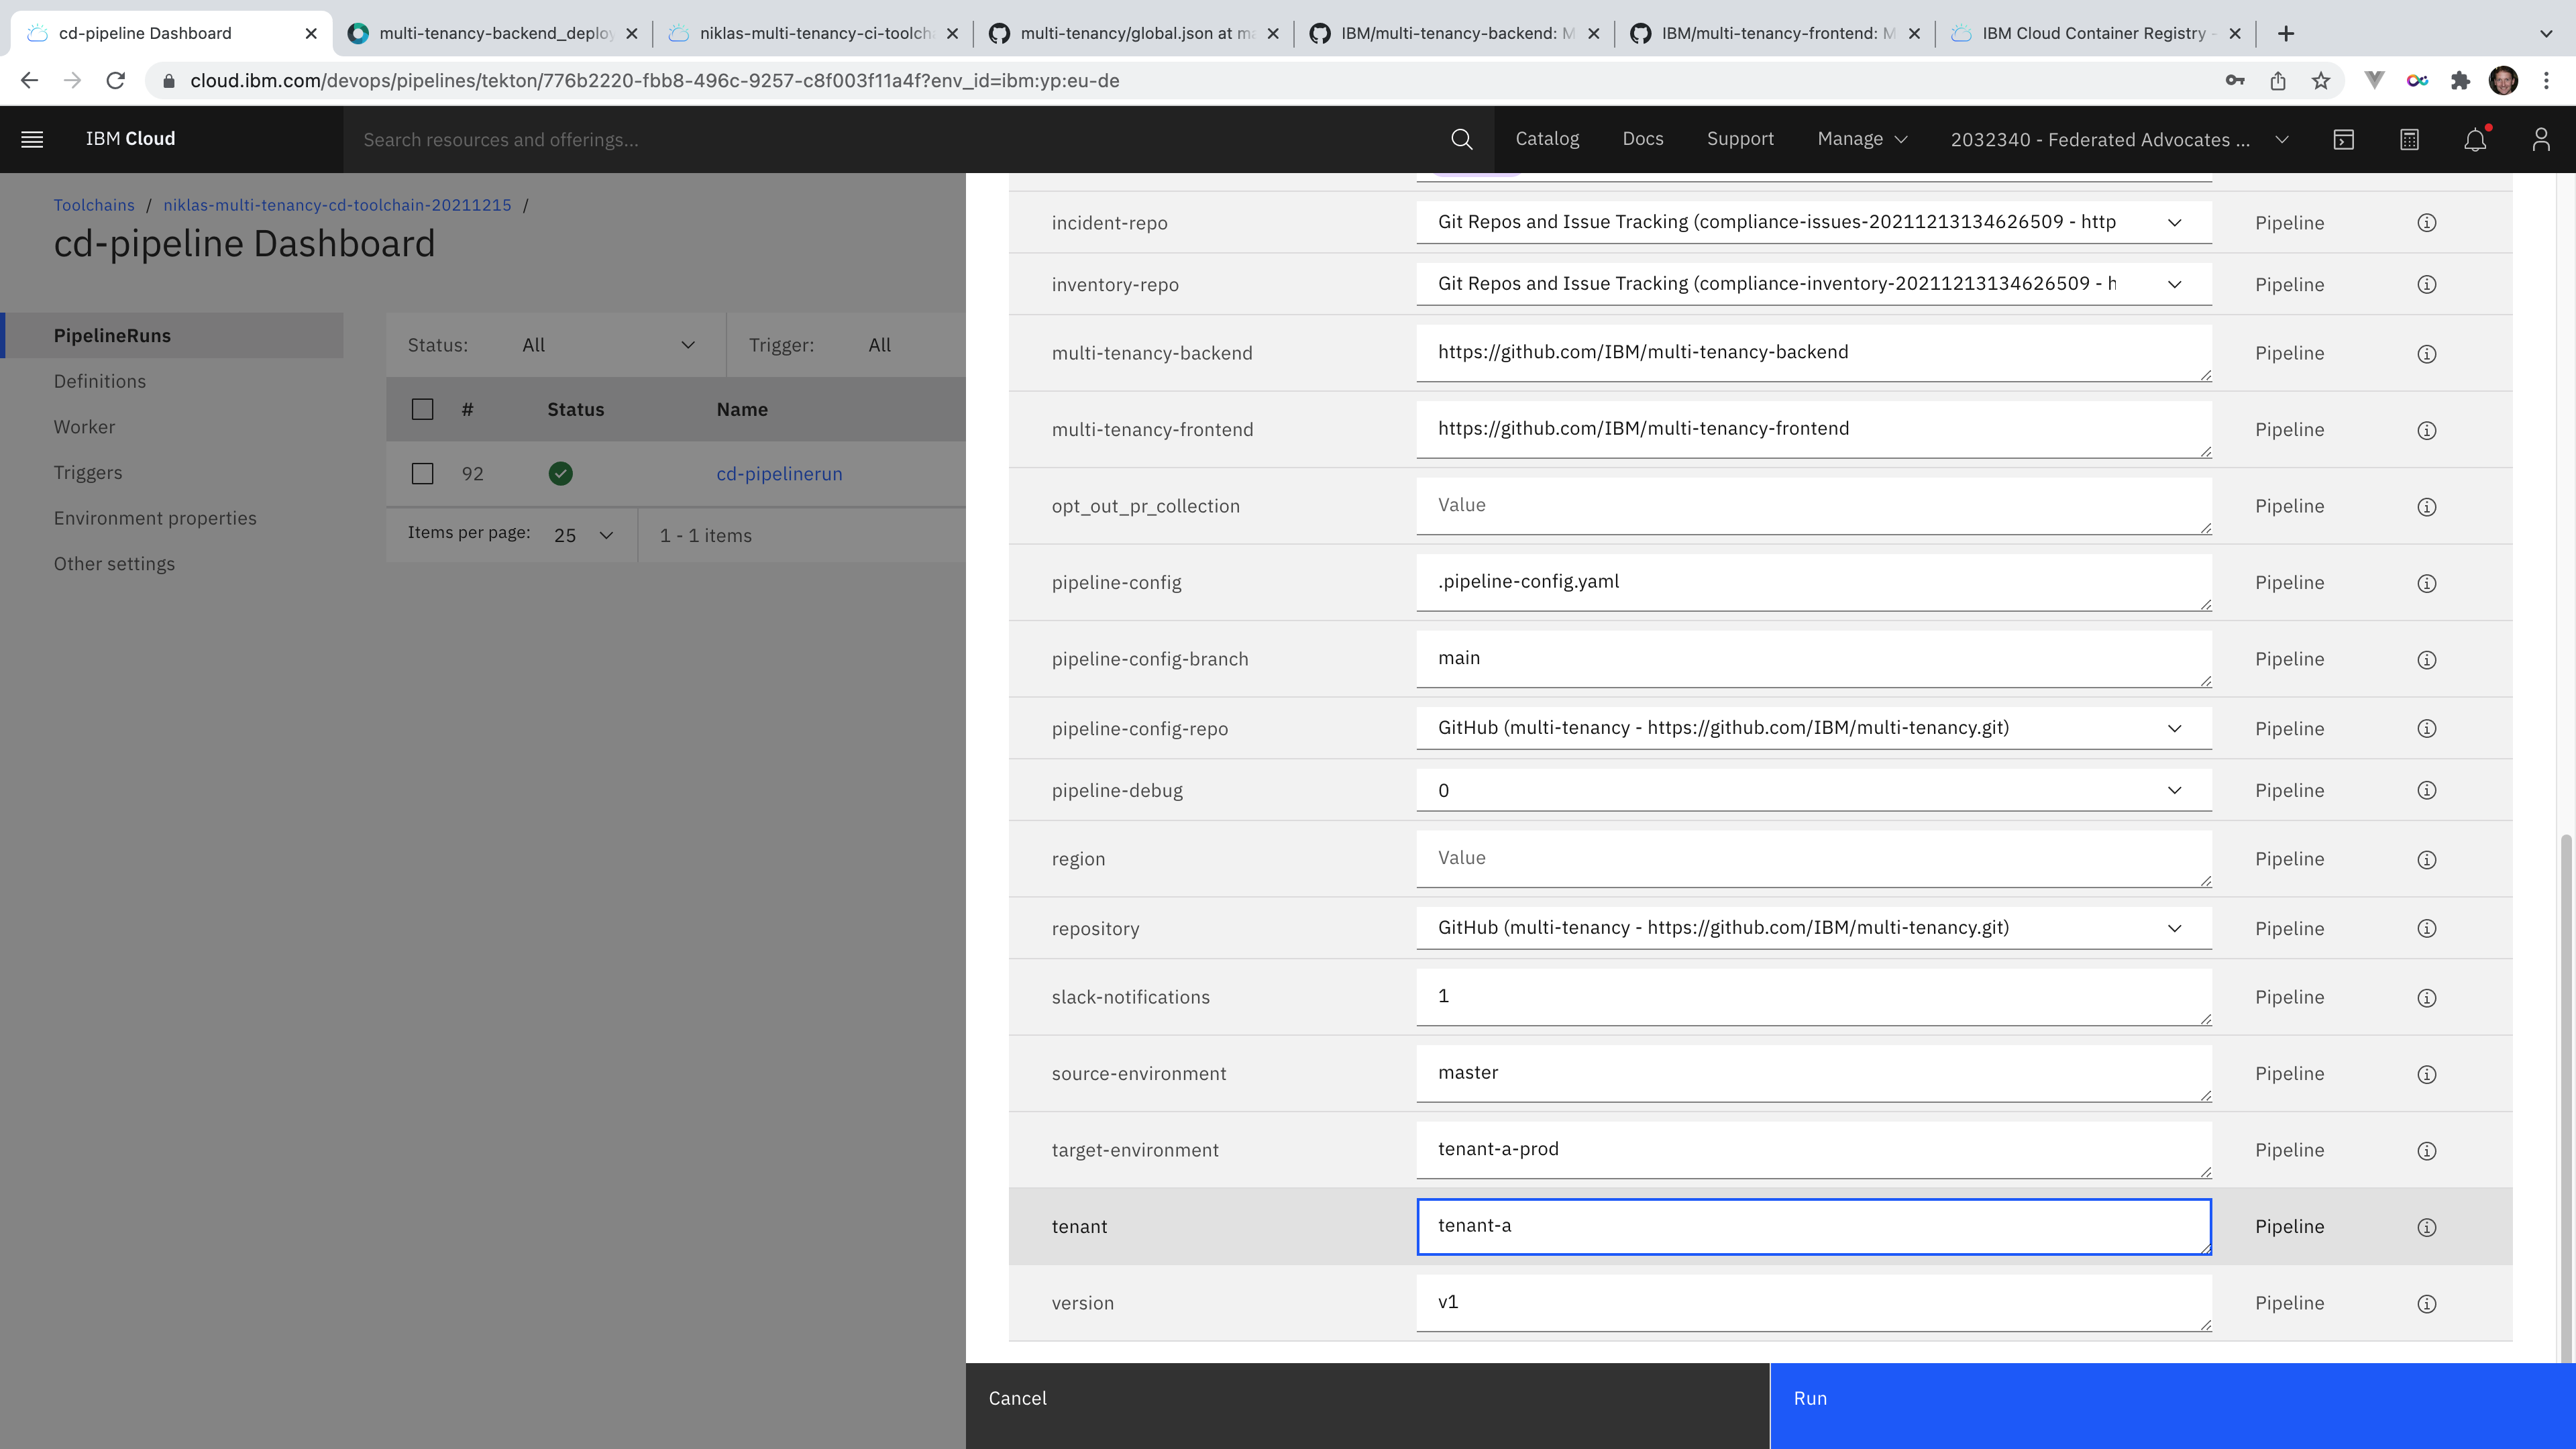 cd-pipeline Dashboard
multi-tenancy-backend_deploy
niklas-multi-tenancy-ci-toolch
multi-tenancy/global.json at ma
IBM/multi-tenancy-backend: M
IBM/multi-tenancy-frontend: M
IBM Cloud Container Registry -
cloud.ibm.com/devops/pipelines/tekton/776b2220-fbb8-496c-9257-c8f003f11a4f?env_id=ibm:yp:eu-de
IBM Cloud
Search resources and offerings...
Catalog
Docs
Support
Manage
2032340 - Federated Advocates ...
Toolchains / niklas-multi-tenancy-cd-toolchain-20211215 /
cd-pipeline Dashboard
PipelineRuns
Definitions
Worker
Triggers
Environment properties
Other settings
Status: All Trigger: All
# Status Name
92 cd-pipelinerun
Items per page: 25 1 - 1 items
incident-repo Git Repos and Issue Tracking (compliance-issues-20211213134626509 - http Pipeline
inventory-repo Git Repos and Issue Tracking (compliance-inventory-20211213134626509 - h Pipeline
multi-tenancy-backend https://github.com/IBM/multi-tenancy-backend Pipeline
multi-tenancy-frontend https://github.com/IBM/multi-tenancy-frontend Pipeline
opt_out_pr_collection Value Pipeline
pipeline-config .pipeline-config.yaml Pipeline
pipeline-config-branch main Pipeline
pipeline-config-repo GitHub (multi-tenancy - https://github.com/IBM/multi-tenancy.git) Pipeline
pipeline-debug 0 Pipeline
region Value Pipeline
repository GitHub (multi-tenancy - https://github.com/IBM/multi-tenancy.git) Pipeline
slack-notifications 1 Pipeline
source-environment master Pipeline
target-environment tenant-a-prod Pipeline
tenant tenant-a Pipeline
version v1 Pipeline
Cancel
Run